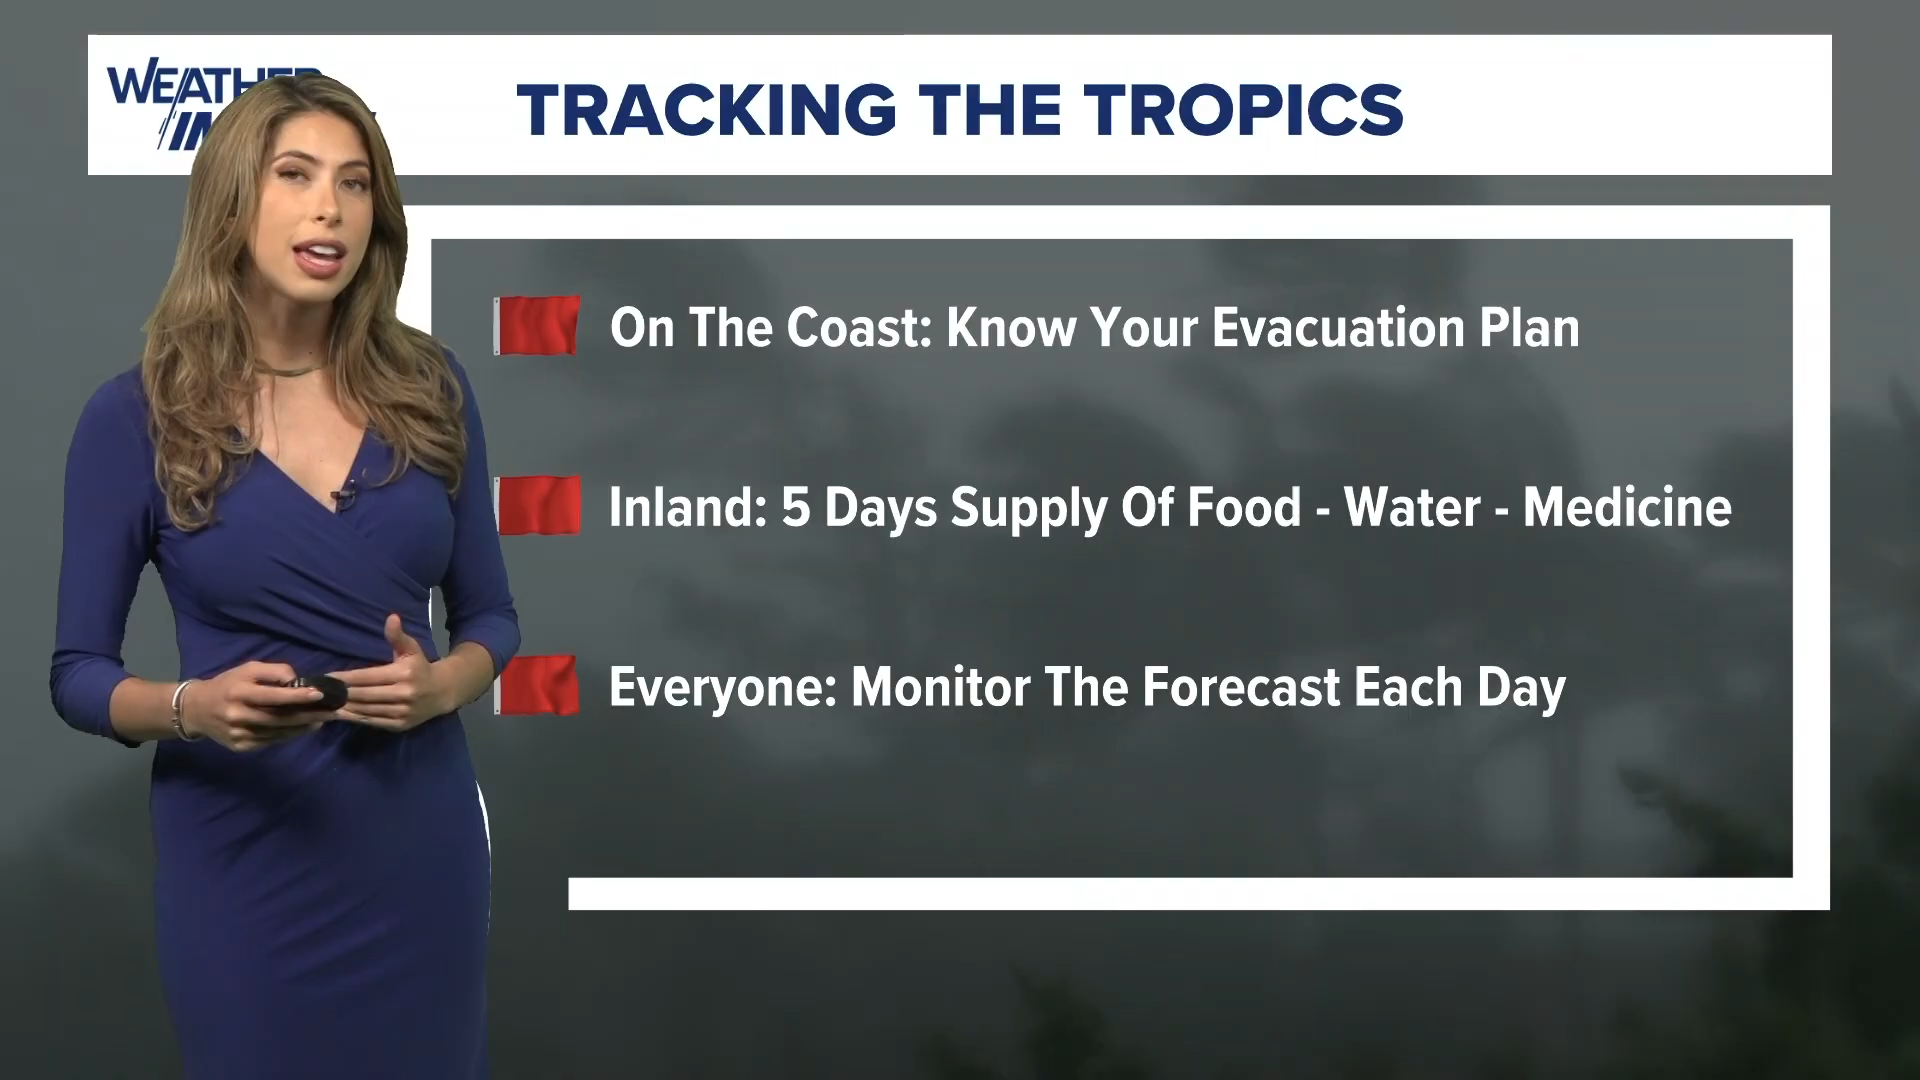 TRACKING THE TROPICS
On The Coast: Know Your Evacuation Plan
Inland: 5 Days Supply Of Food - Water - Medicine
Everyone: Monitor The Forecast Each Day